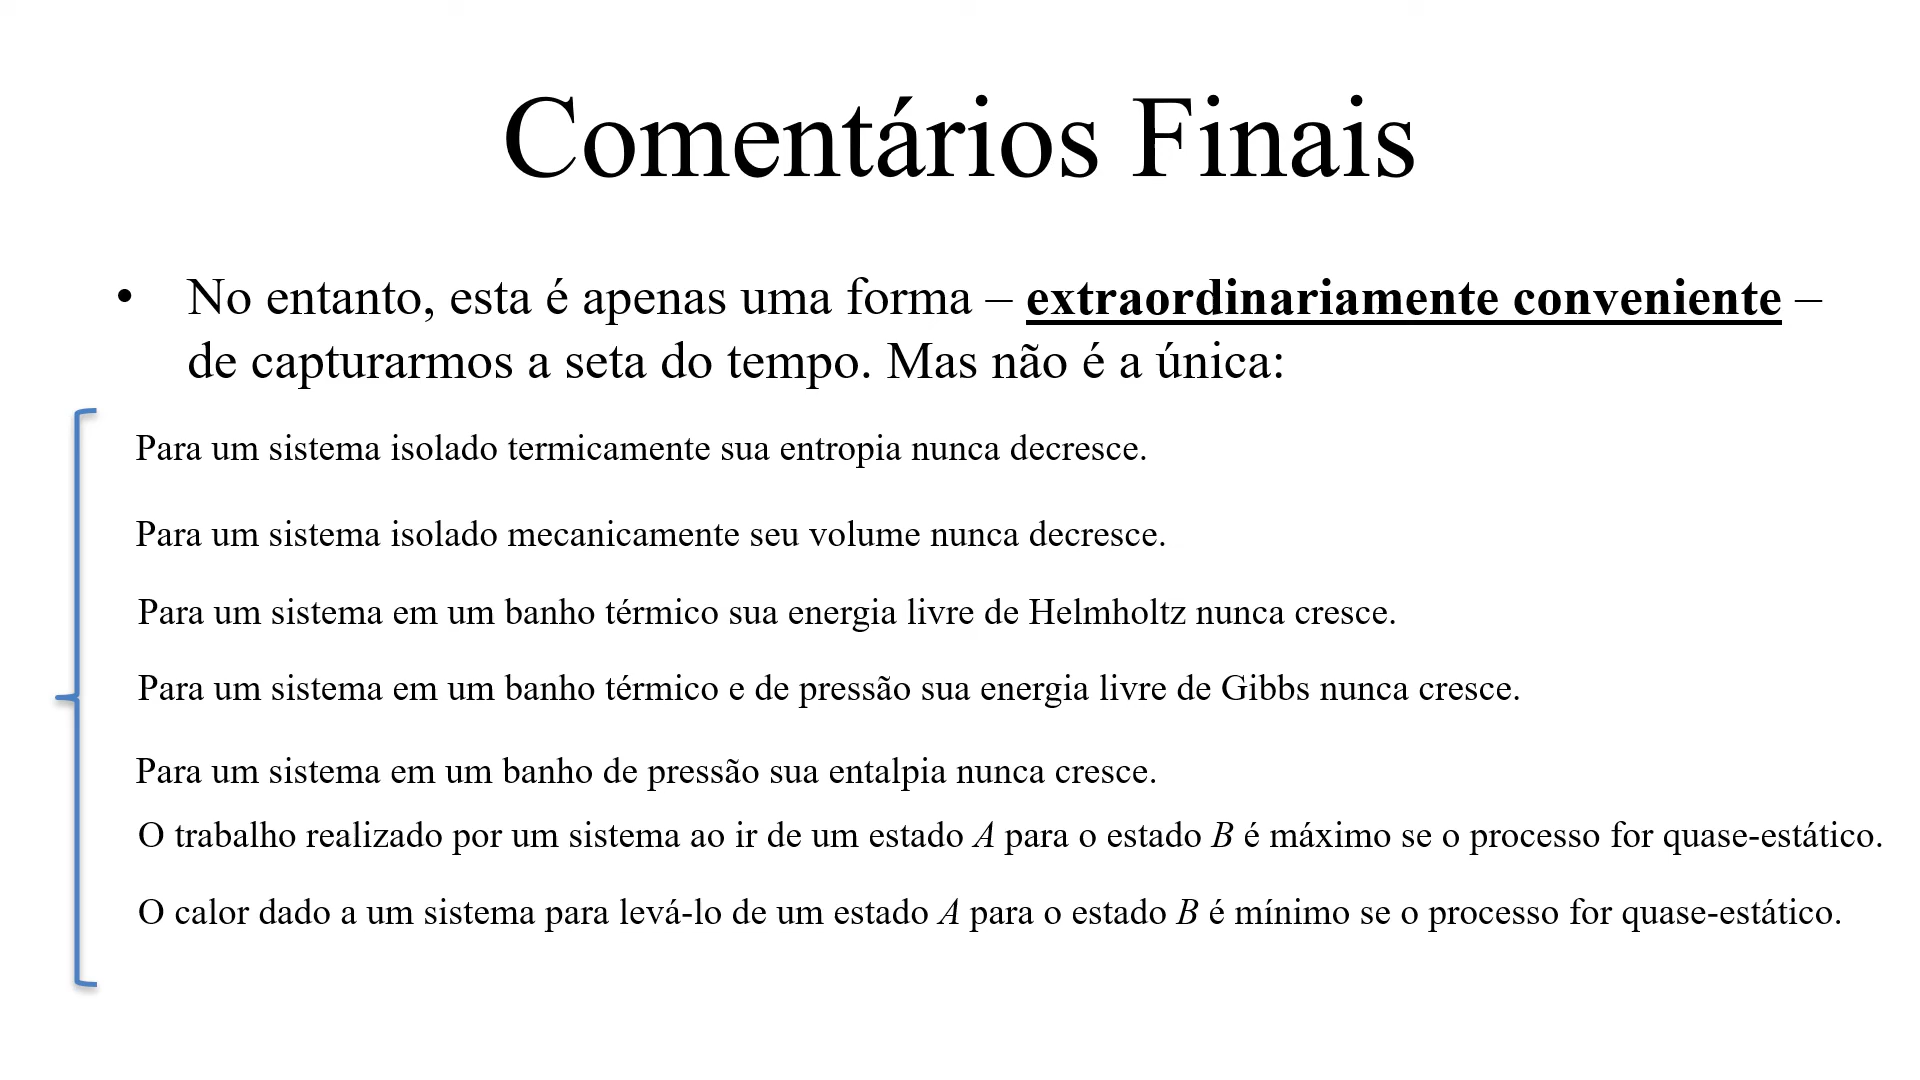 Comentários Finais
• No entanto, esta é apenas uma forma – extraordinariamente conveniente –
de capturarmos a seta do tempo. Mas não é a única:
Para um sistema isolado termicamente sua entropia nunca decresce.
Para um sistema isolado mecanicamente seu volume nunca decresce.
Para um sistema em um banho térmico sua energia livre de Helmholtz nunca cresce.
Para um sistema em um banho térmico e de pressão sua energia livre de Gibbs nunca cresce.
Para um sistema em um banho de pressão sua entalpia nunca cresce.
O trabalho realizado por um sistema ao ir de um estado A para o estado B é máximo se o processo for quase-estático.
O calor dado a um sistema para levá-lo de um estado A para o estado B é mínimo se o processo for quase-estático.